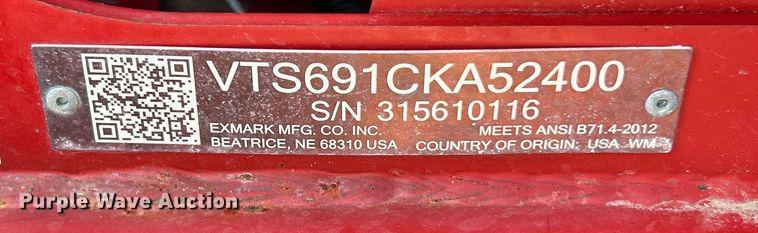 VTS691CKA52400
S/N 315610116
EXMARK MFG. CO. INC. MEETS ANSI B71.4-2012
BEATRICE, NE 68310 USA COUNTRY OF ORIGIN: USA WM
Purple Wave Auction